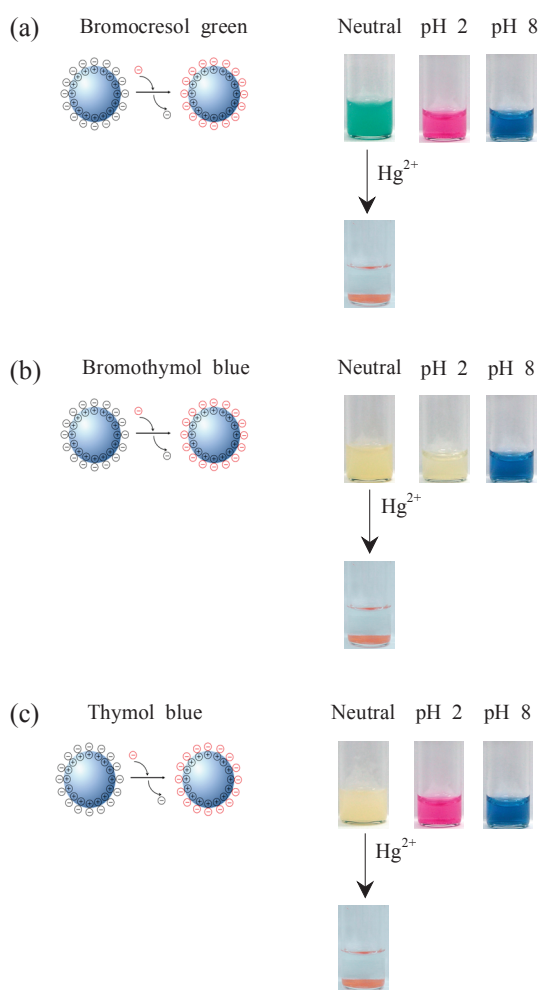 (a) Bromocresol green Neutral pH 2 pH 8
Hg2+
(b) Bromothymol blue Neutral pH 2 pH 8
Hg2+
(c) Thymol blue Neutral pH 2 pH 8
Hg2+